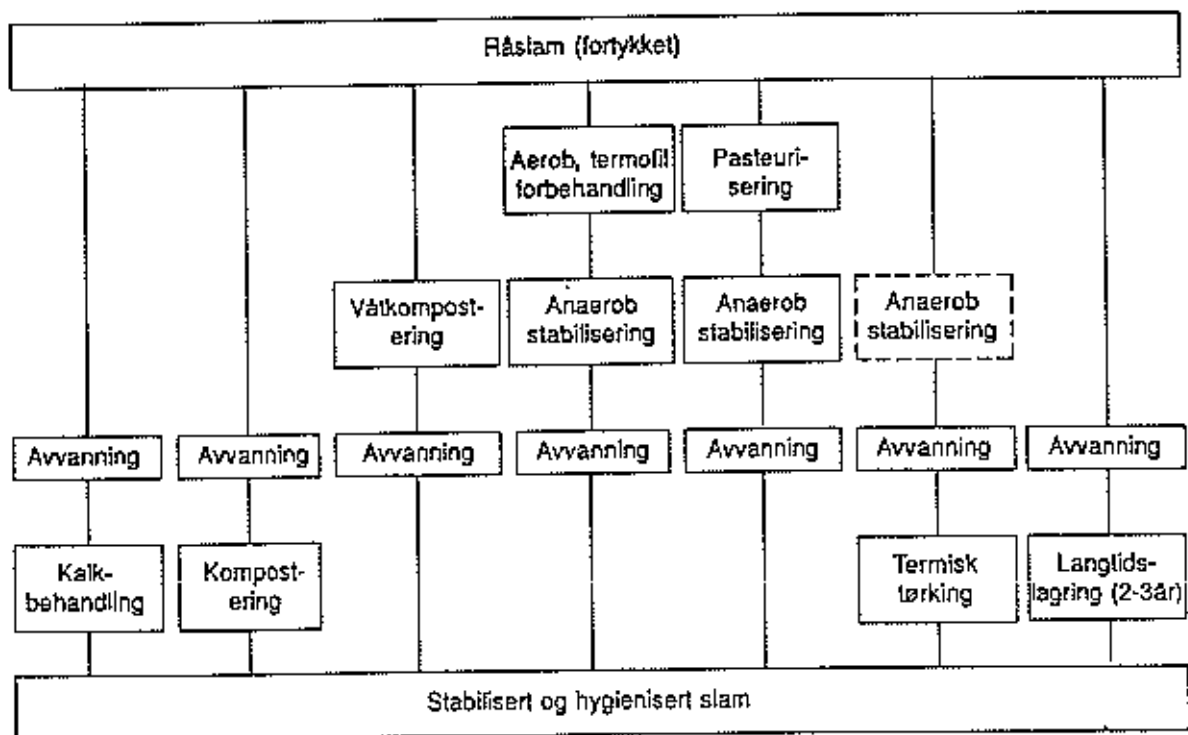 Råslam (fortykket)
Aerob, termofil
forbehandling
Pasteuri-
sering
Våtkompost-
ering
Anaerob
stabilisering
Anaerob
stabilisering
Anaerob
stabilisering
Avvanning
Avvanning
Avvanning
Avvanning
Avvanning
Avvanning
Avvanning
Kalk-
behandling
Kompost-
ering
Termisk
tørking
Langtids-
lagring (2-3år)
Stabilisert og hygienisert slam